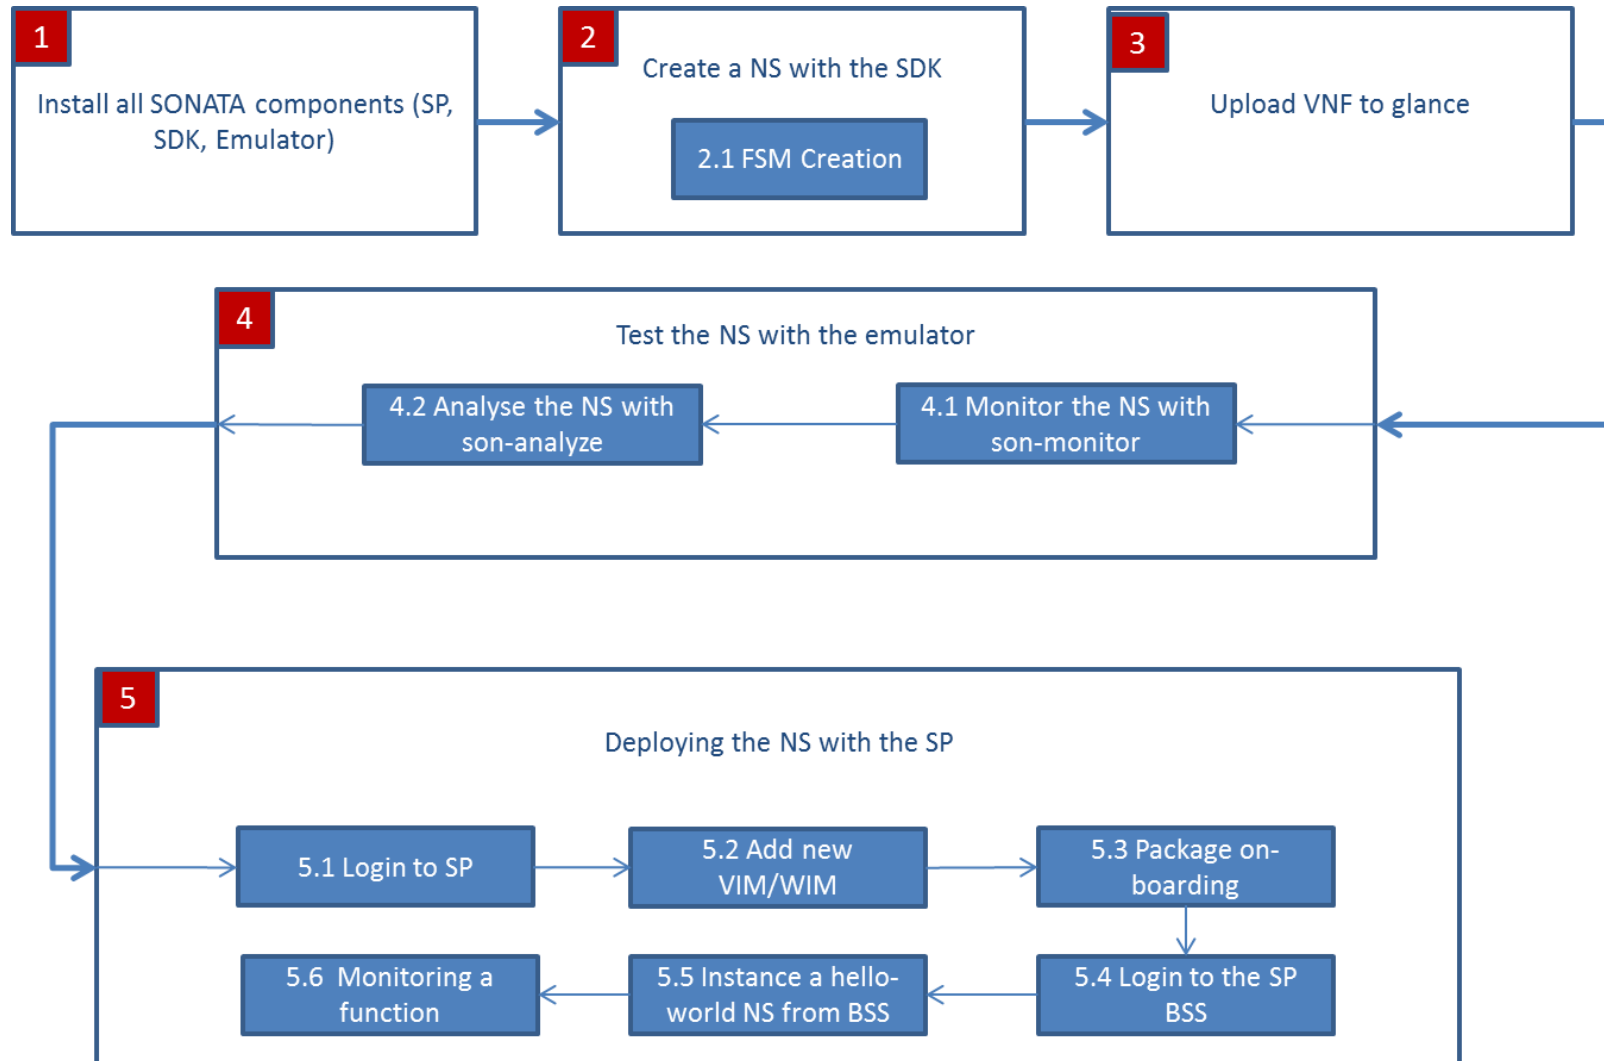 1
Install all SONATA components (SP,
SDK, Emulator)
2
Create a NS with the SDK
2.1 FSM Creation
3
Upload VNF to glance
4
Test the NS with the emulator
4.2 Analyse the NS with
son-analyze
4.1 Monitor the NS with
son-monitor
5
Deploying the NS with the SP
5.1 Login to SP
5.2 Add new
VIM/WIM
5.3 Package on-
boarding
5.6 Monitoring a
function
5.5 Instance a hello-
world NS from BSS
5.4 Login to the SP
BSS